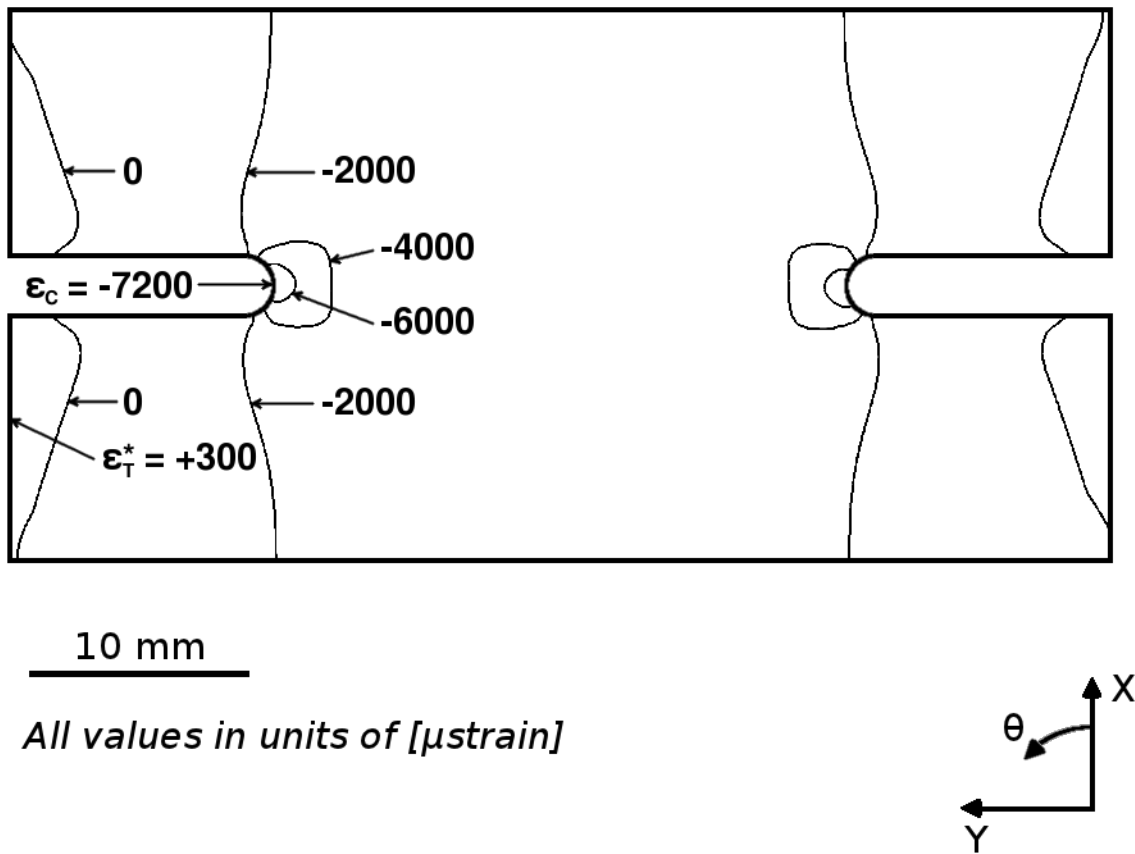 0
-2000
-4000
εC = -7200
-6000
0
-2000
ε*T = +300
10 mm
All values in units of [μstrain]
X
θ
Y